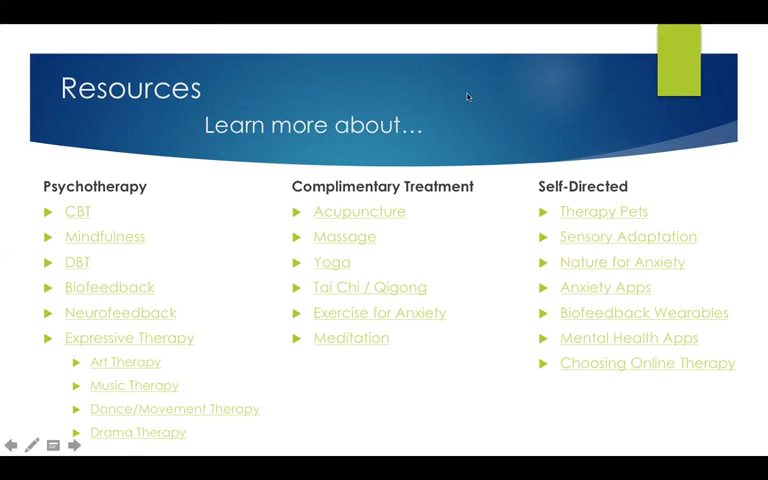 Resources
Learn more about…
Psychotherapy
CBT
Mindfulness
DBT
Biofeedback
Neurofeedback
Expressive Therapy
Art Therapy
Music Therapy
Dance/Movement Therapy
Drama Therapy
Complimentary Treatment
Acupuncture
Massage
Yoga
Tai Chi / Qigong
Exercise for Anxiety
Meditation
Self-Directed
Therapy Pets
Sensory Adaptation
Nature for Anxiety
Anxiety Apps
Biofeedback Wearables
Mental Health Apps
Choosing Online Therapy